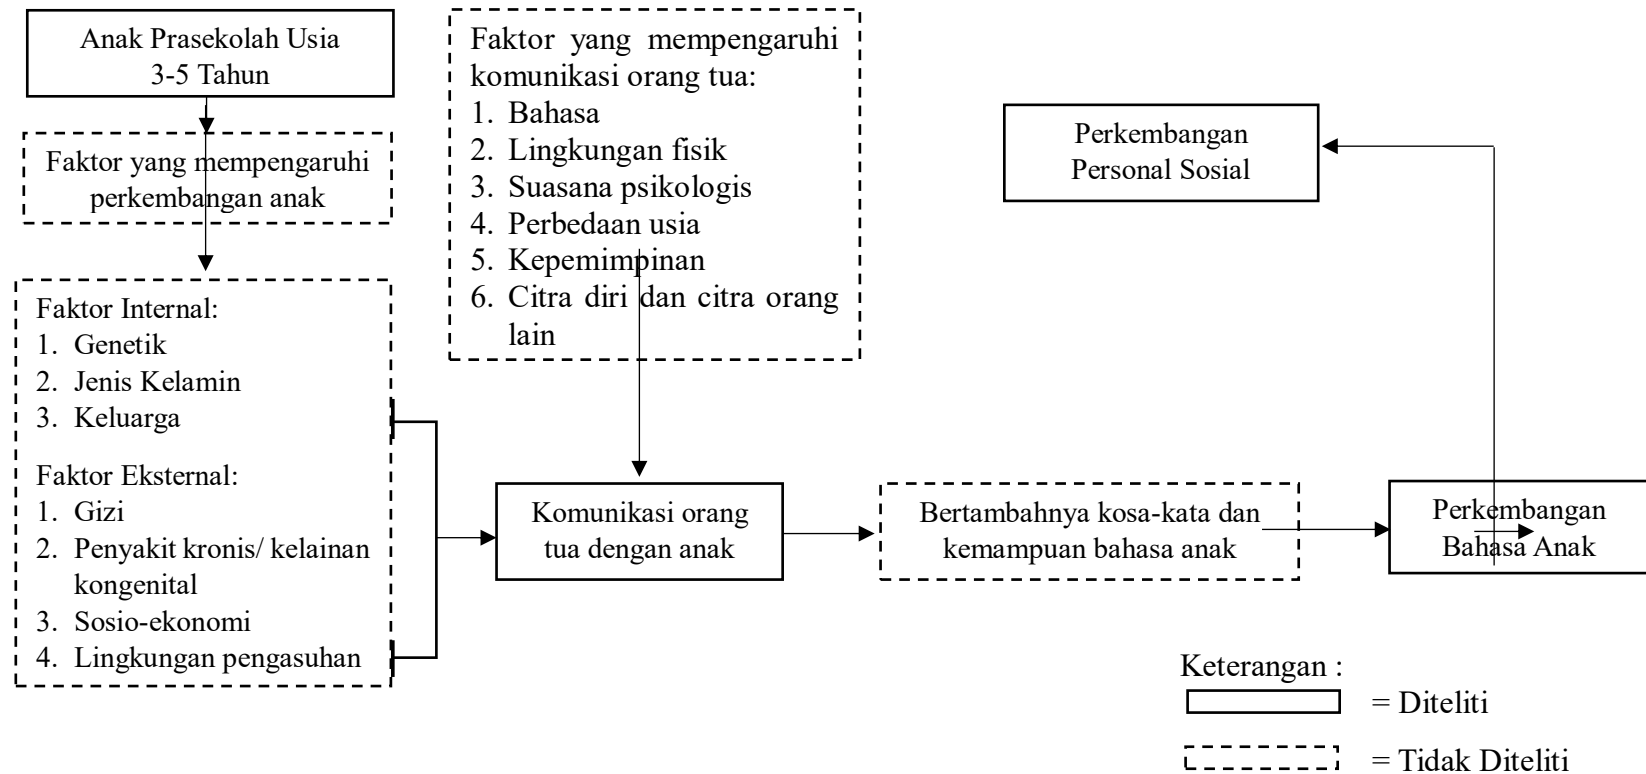 Anak Prasekolah Usia
3-5 Tahun
Faktor yang mempengaruhi
perkembangan anak
Faktor Internal:
1. Genetik
2. Jenis Kelamin
3. Keluarga
Faktor Eksternal:
1. Gizi
2. Penyakit kronis/ kelainan
kongenital
3. Sosio-ekonomi
4. Lingkungan pengasuhan
Faktor yang mempengaruhi
komunikasi orang tua:
1. Bahasa
2. Lingkungan fisik
3. Suasana psikologis
4. Perbedaan usia
5. Kepemimpinan
6. Citra diri dan citra orang
lain
Komunikasi orang
tua dengan anak
Bertambahnya kosa-kata dan
kemampuan bahasa anak
Perkembangan
Bahasa Anak
Perkembangan
Personal Sosial
Keterangan :
= Diteliti
= Tidak Diteliti